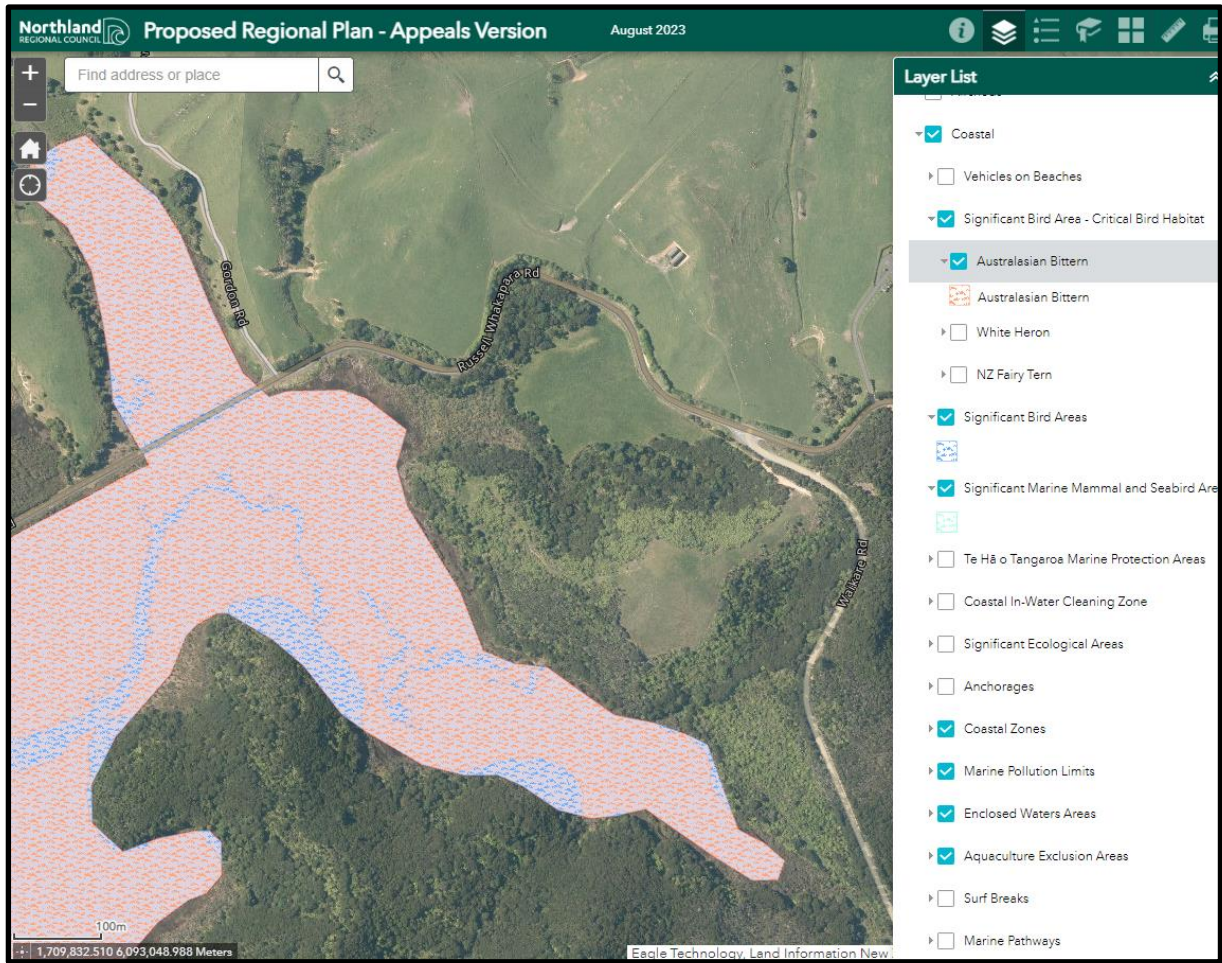 Northland
REGIONAL COUNCIL
Proposed Regional Plan - Appeals Version
August 2023
+
Find address or place
−
Layer List
Coastal
Vehicles on Beaches
Significant Bird Area - Critical Bird Habitat
Australasian Bittern
Australasian Bittern
White Heron
NZ Fairy Tern
Significant Bird Areas
Significant Marine Mammal and Seabird Are
Te Hā o Tangaroa Marine Protection Areas
Coastal In-Water Cleaning Zone
Significant Ecological Areas
Anchorages
Coastal Zones
Marine Pollution Limits
Enclosed Waters Areas
Aquaculture Exclusion Areas
Surf Breaks
Marine Pathways
Gordon Rd
Russell Whakapara Rd
Waikare Rd
100m
1,709,832.510 6,093,048.988 Meters
Eagle Technology, Land Information New